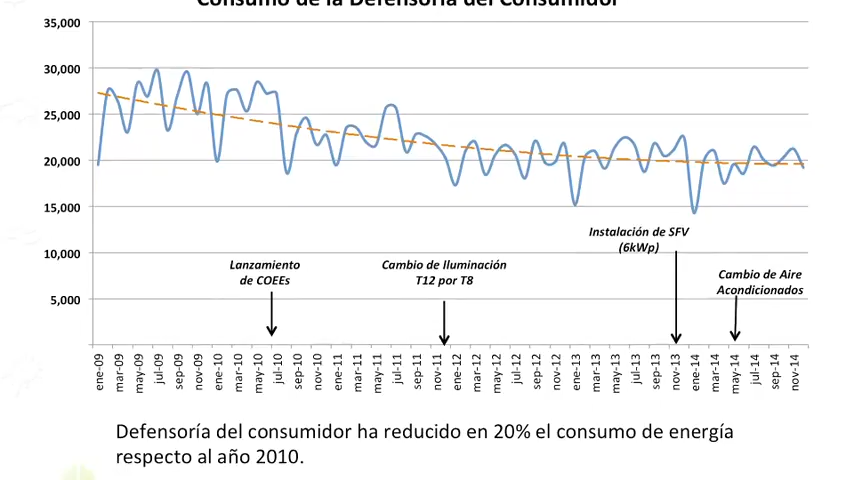 Consumo de la Defensoría del Consumidor
35,000
30,000
25,000
20,000
15,000
10,000
5,000
Instalación de SFV
(6kWp)
Lanzamiento
de COEEs
Cambio de Iluminación
T12 por T8
Cambio de Aire
Acondicionados
ene-09
mar-09
may-09
jul-09
sep-09
nov-09
ene-10
mar-10
may-10
jul-10
sep-10
nov-10
ene-11
mar-11
may-11
jul-11
sep-11
nov-11
ene-12
mar-12
may-12
jul-12
sep-12
nov-12
ene-13
mar-13
may-13
jul-13
sep-13
nov-13
ene-14
mar-14
may-14
jul-14
sep-14
nov-14
Defensoría del consumidor ha reducido en 20% el consumo de energía
respecto al año 2010.